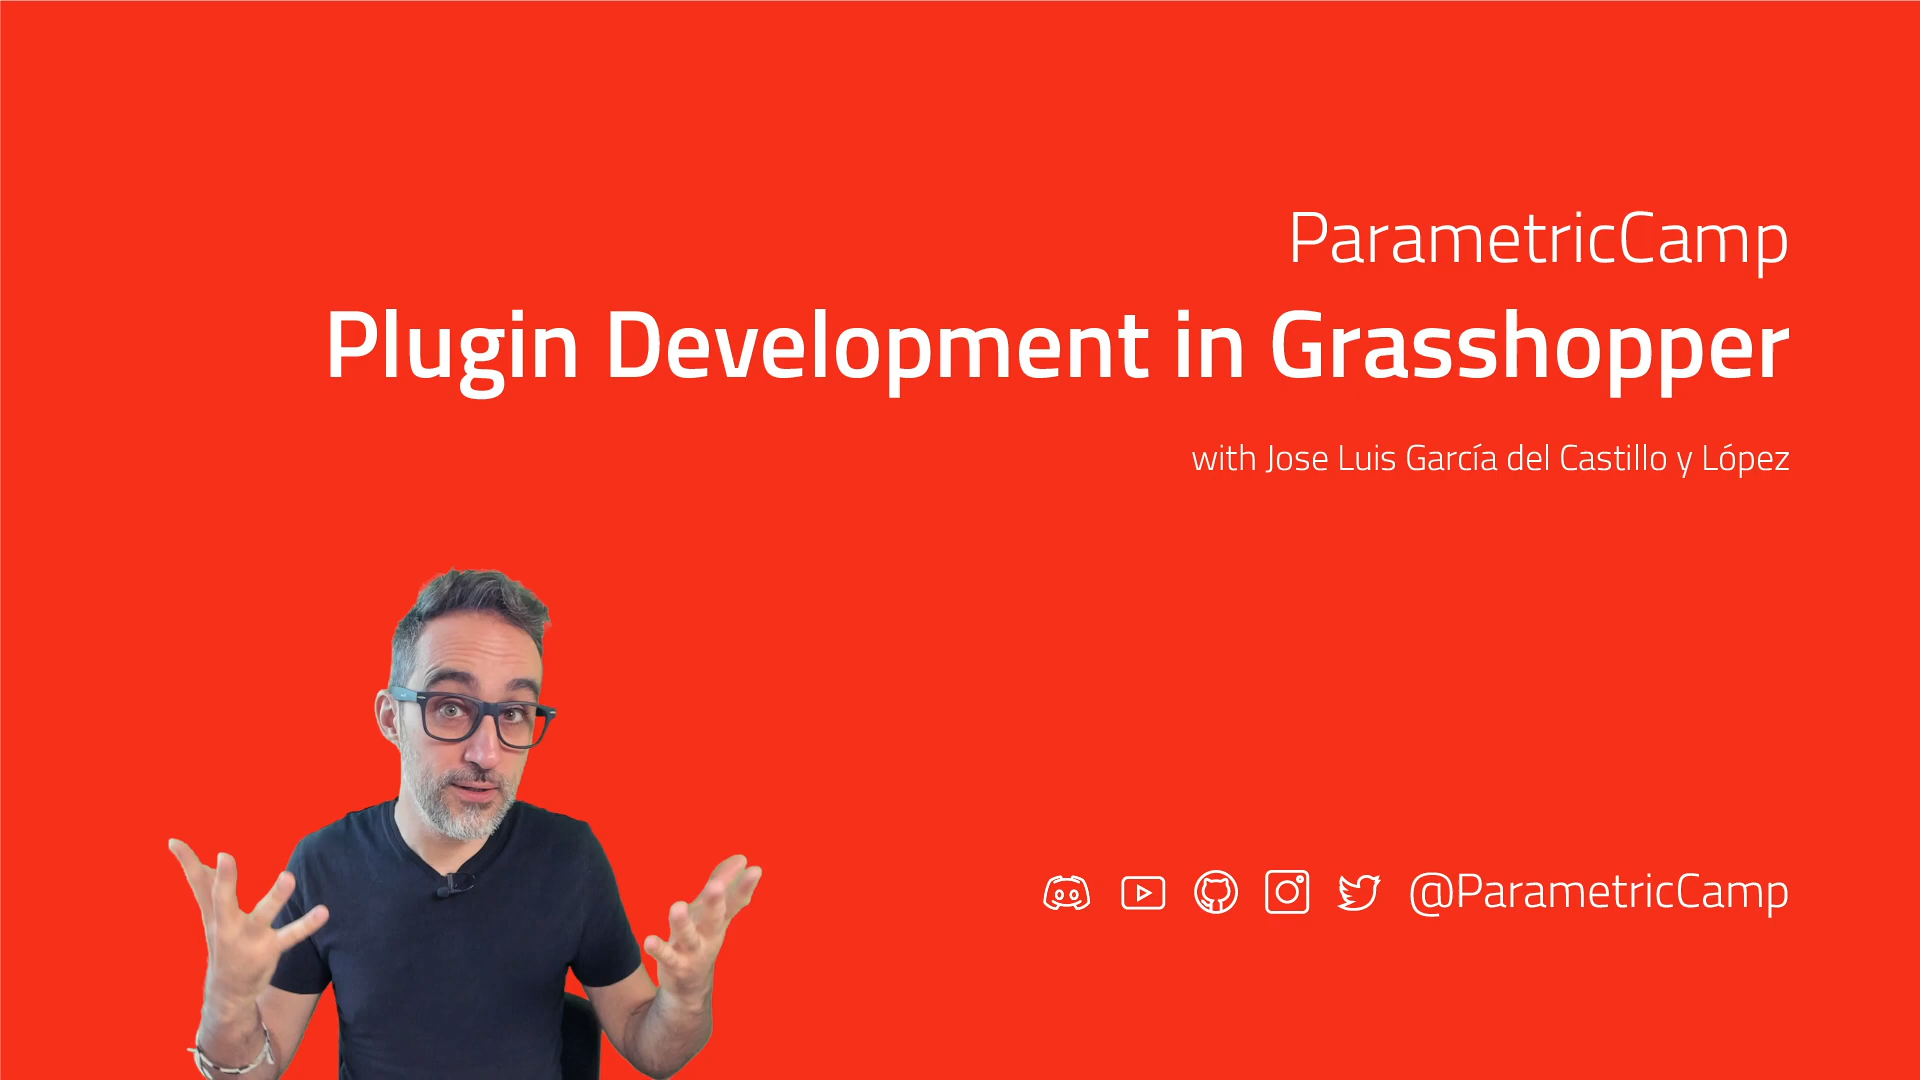 ParametricCamp
Plugin Development in Grasshopper
with Jose Luis García del Castillo y López
@ParametricCamp